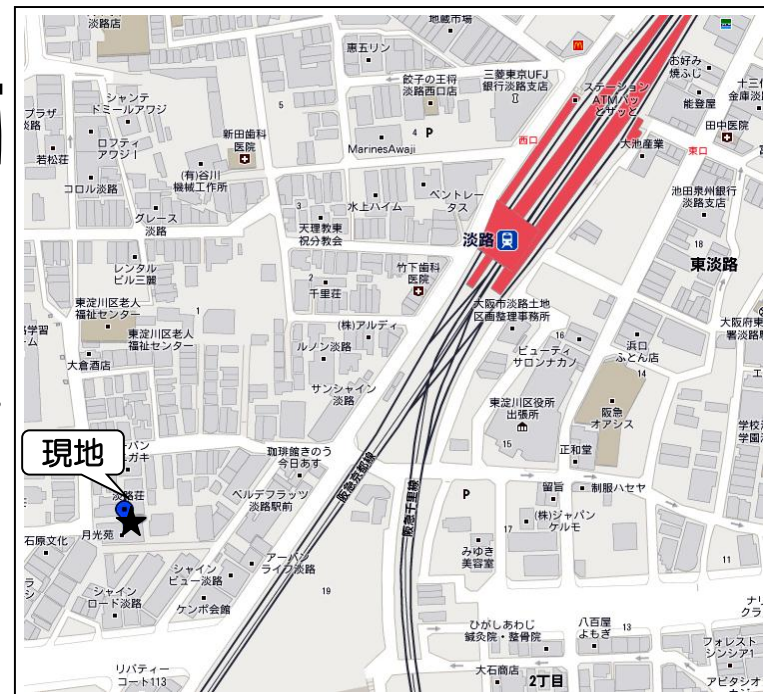 淡路店
地蔵市場
恵五リン
餃子の王将
淡路西口店
三菱東京UFJ
銀行淡路支店
ステーション
ATMパッ
とサッと
お好み
焼ふじ
能登屋
十三信
金庫淡
田中医院
プラザ
淡路
シャンテ
ドミールアワジ
ロフティ
アワジI
若松荘
コロル淡路
新田歯科
医院
5
4
P
MarinesAwaji
西口
大池産業
東口
(有)谷川
機械工作所
グレース
淡路
3
水上ハイム
ベントレー
タス
天理教東
祝分教会
池田泉州銀行
淡路支店
18
淡路
東淡路
レンタル
ビル三麗
2
千里荘
竹下歯科
医院
大阪市淡路土地
区画整理事務所
東淀川区老人
福祉センター
1
東淀川区老人
福祉センター
大倉酒店
(株)アルディ
ルノン淡路
サンシャイン
淡路
16
ビューティ
サロンナカノ
浜口
ふとん店
14
大阪府東
署淡路
東淀川区役所
出張所
15
阪急
オアシス
正和堂
現地
珈琲館きのう
今日あす
ベルデフラッツ
淡路駅前
阪急京都線
阪急千里線
P
留旨
制服ハセヤ
17
(株)ジャパン
ケルモ
淡路荘
月光苑
石原文化
みゆき
美容室
11
シャイン
ロード淡路
シャイン
ビュー淡路
アーバン
ライフ淡路
ケンポ会館
19
ひがしあわじ
鍼灸院・整骨院
八百屋
よもぎ
13
フォレスト
シンシア1
リバティー
コート113
大石商店
2丁目
アビタシオ